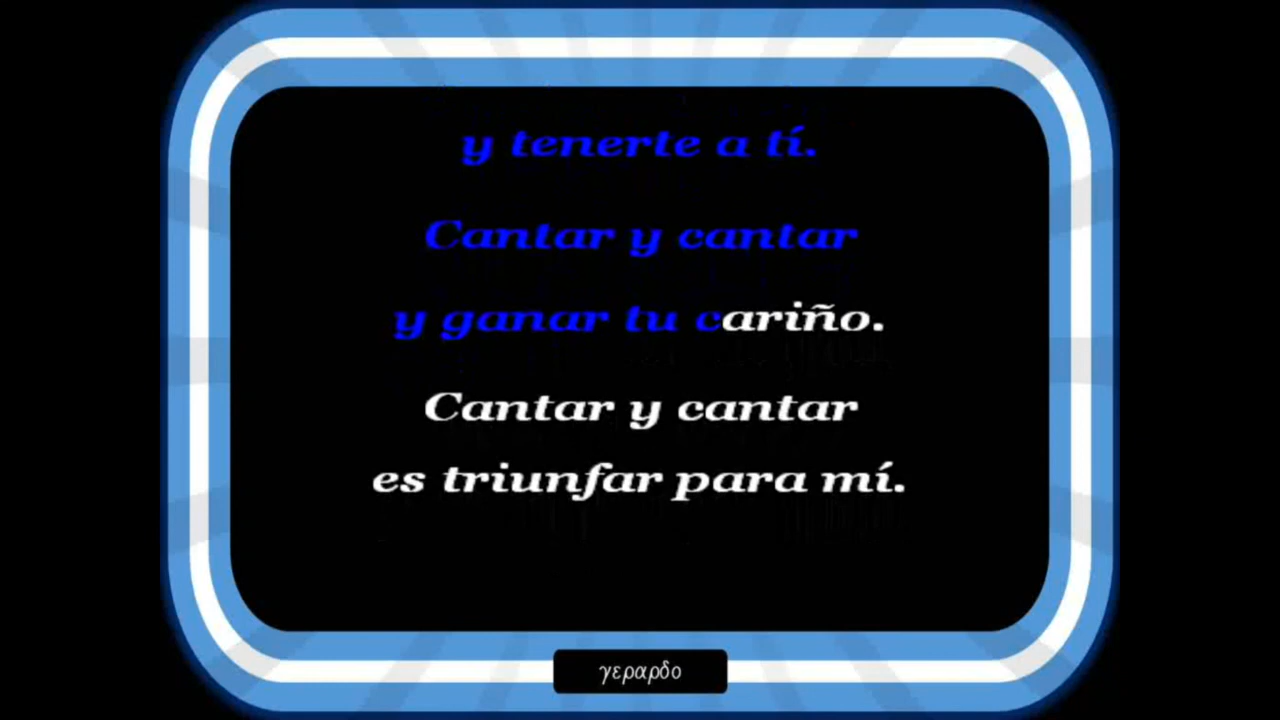 y tenerte a tí.
Cantar y cantar
y ganar tu cariño.
Cantar y cantar
es triunfar para mí.
γεραρδο